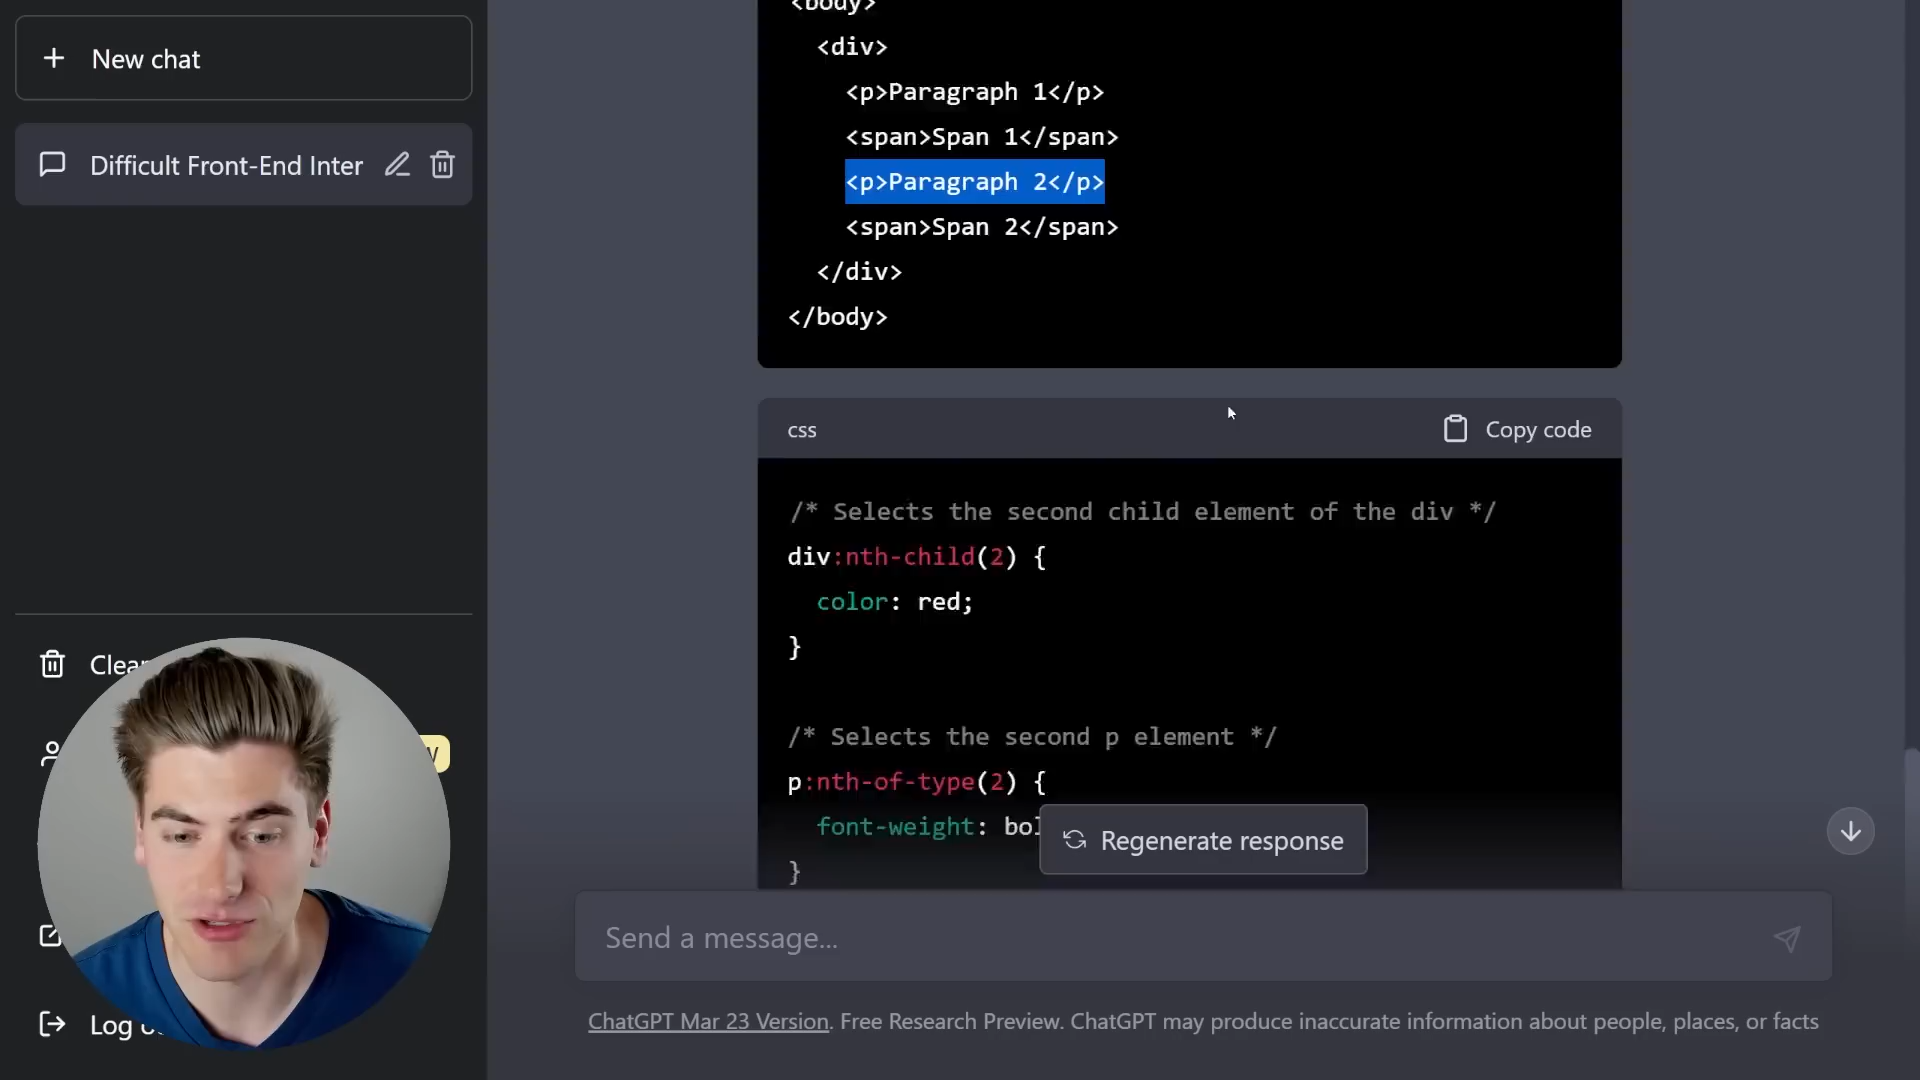 New chat
Difficult Front-End Inter
Clear
Log o
<body>
<div>
<p>Paragraph 1</p>
<span>Span 1</span>
<p>Paragraph 2</p>
<span>Span 2</span>
</div>
</body>
css
Copy code
/* Selects the second child element of the div */
div:nth-child(2) {
color: red;
}
/* Selects the second p element */
p:nth-of-type(2) {
font-weight: bol
}
Regenerate response
Send a message...
ChatGPT Mar 23 Version. Free Research Preview. ChatGPT may produce inaccurate information about people, places, or facts